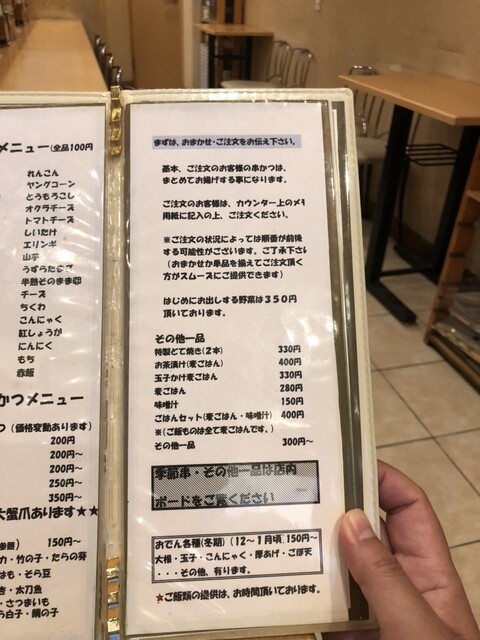 メニュー(全品100円
れんこん
ヤングコーン
とうもろこし
オクラチーズ
トマトチーズ
しいたけ
エリンギ
山芋
うずらたまご
半熟そのまま卵
チーズ
ちくわ
こんにゃく
紅しょうが
にんにく
もち
赤飯
かつメニュー
つ(価格変動あります)
200円
200円
200円
250円~
350円~
大蟹爪あります★★
150円~
カ・竹の子・たらの芽
はも・そら豆
き・太刀魚
・さつまいも
う白子・鯛の子
まずは、おまかせ・ご注文をお伝え下さい。
基本、ご注文のお客様の串かつは、
まとめてお揚げする事になります。
ご注文のお客様は、カウンター上のメモ
用紙に記入の上、ご注文ください。
※ご注文の状況によっては順番が前後
する可能性がございます。ご了承下さい
(おまかせか単品を揃えてご注文頂く
方がスムーズにご提供できます)
はじめにお出しする野菜は350円
頂いております。
その他一品
特製どて焼き(2本) 330円
お茶漬け(麦ごはん) 400円
玉子かけ麦ごはん 330円
麦ごはん 280円
味噌汁 150円
ごはんセット(麦ごはん・味噌汁) 400円
※(ご飯ものは全て麦ごはんです。)
その他一品 300円~
季節串・その他一品は店内
ボードをご覧ください
おでん各種(冬期)(12~1月頃)150円~
大根・玉子・こんにゃく・厚あげ・ごぼ天
・・・その他、有ります。
★ご飯類の提供は、お時間頂いております。